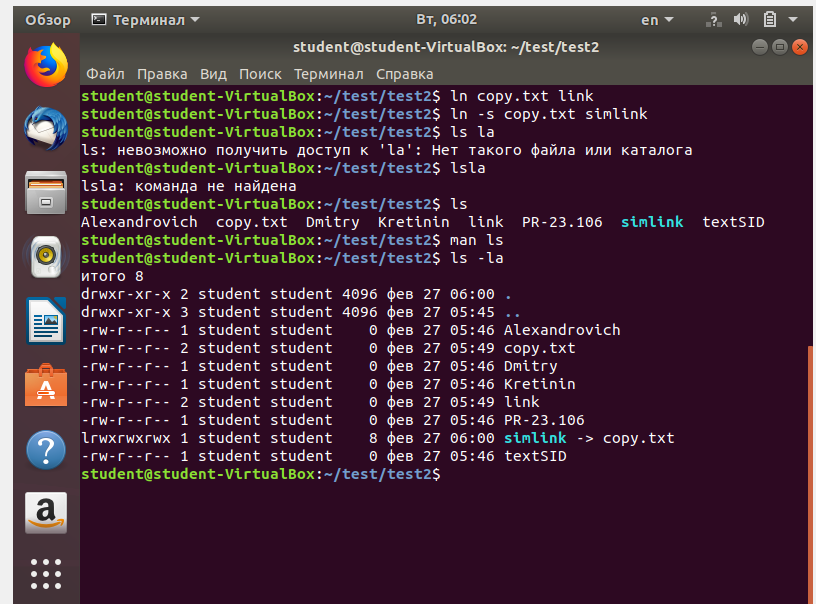 Обзор Терминал Вт, 06:02 en
student@student-VirtualBox: ~/test/test2
Файл Правка Вид Поиск Терминал Справка
student@student-VirtualBox:~/test/test2$ ln copy.txt link
student@student-VirtualBox:~/test/test2$ ln -s copy.txt simlink
student@student-VirtualBox:~/test/test2$ ls la
ls: невозможно получить доступ к 'la': Нет такого файла или каталога
student@student-VirtualBox:~/test/test2$ lsla
lsla: команда не найдена
student@student-VirtualBox:~/test/test2$ ls
Alexandrovich copy.txt Dmitry Kretinin link PR-23.106 simlink textSID
student@student-VirtualBox:~/test/test2$ man ls
student@student-VirtualBox:~/test/test2$ ls -la
итого 8
drwxr-xr-x 2 student student 4096 фев 27 06:00 .
drwxr-xr-x 3 student student 4096 фев 27 05:45 ..
-rw-r--r-- 1 student student 0 фев 27 05:46 Alexandrovich
-rw-r--r-- 2 student student 0 фев 27 05:49 copy.txt
-rw-r--r-- 1 student student 0 фев 27 05:46 Dmitry
-rw-r--r-- 1 student student 0 фев 27 05:46 Kretinin
-rw-r--r-- 2 student student 0 фев 27 05:49 link
-rw-r--r-- 1 student student 0 фев 27 05:46 PR-23.106
lrwxrwxrwx 1 student student 8 фев 27 06:00 simlink -> copy.txt
-rw-r--r-- 1 student student 0 фев 27 05:46 textSID
student@student-VirtualBox:~/test/test2$